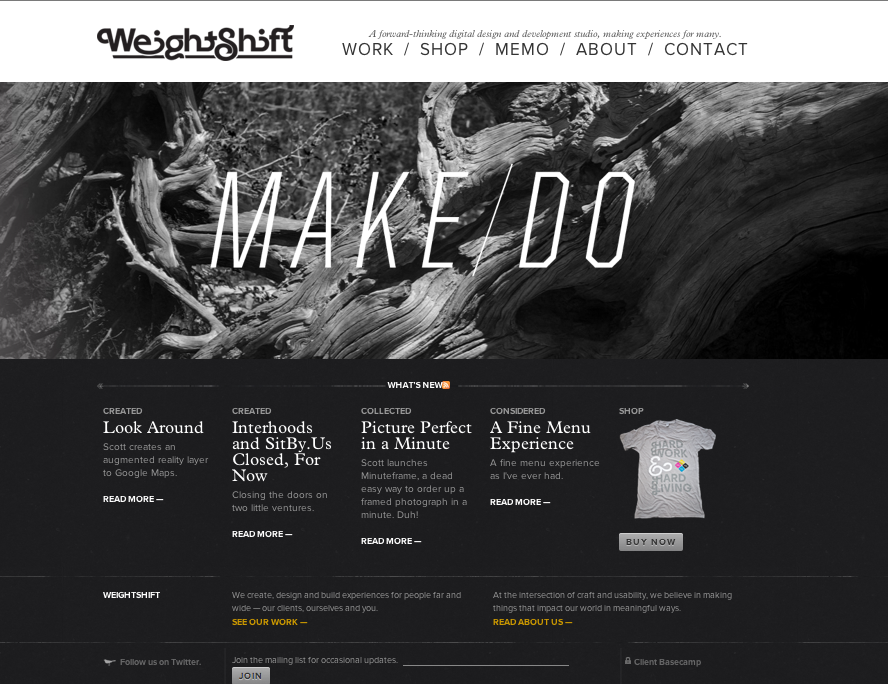 WeightShift
A forward-thinking digital design and development studio, making experiences for many.
WORK / SHOP / MEMO / ABOUT / CONTACT
MAKE/DO
WHAT'S NEW
CREATED
Look Around
Scott creates an
augmented reality layer
to Google Maps.
READ MORE —
CREATED
Interhoods
and SitBy.Us
Closed, For
Now
Closing the doors on
two little ventures.
READ MORE —
COLLECTED
Picture Perfect
in a Minute
Scott launches
Minuteframe, a dead
easy way to order up a
framed photograph in a
minute. Duh!
READ MORE —
CONSIDERED
A Fine Menu
Experience
A fine menu experience
as I've ever had.
READ MORE —
SHOP
HARD
WORK
&
HARD
LIVING
BUY NOW
WEIGHTSHIFT
We create, design and build experiences for people far and
wide — our clients, ourselves and you.
SEE OUR WORK —
At the intersection of craft and usability, we believe in making
things that impact our world in meaningful ways.
READ ABOUT US —
Follow us on Twitter.
Join the mailing list for occasional updates.
JOIN
Client Basecamp